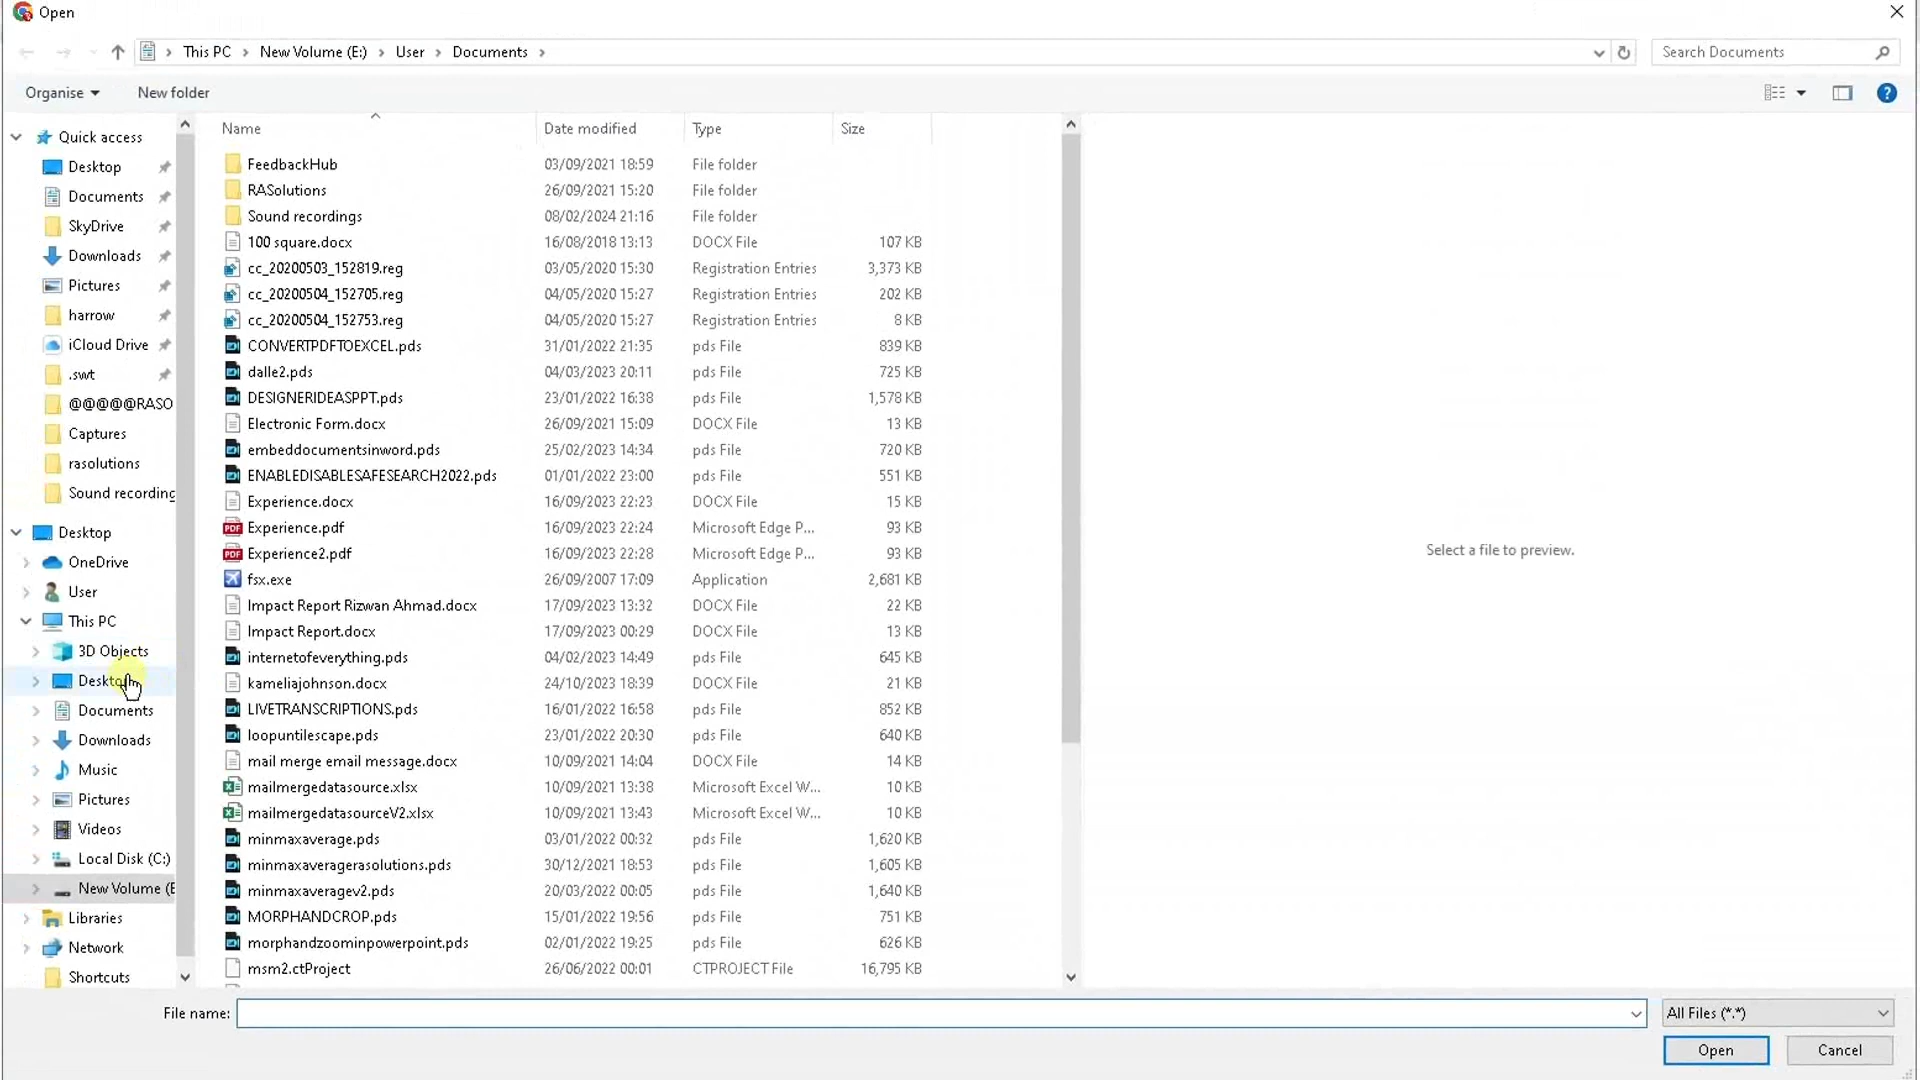 Open
This PC > New Volume (E:) > User > Documents >
Search Documents
Organise
New folder
Name
Date modified
Type
Size
Quick access
Desktop
Documents
SkyDrive
Downloads
Pictures
harrow
iCloud Drive
.swt
@@@@@RASO
Captures
rasolutions
Sound recording
Desktop
OneDrive
User
This PC
3D Objects
Desktop
Documents
Downloads
Music
Pictures
Videos
Local Disk (C:)
New Volume (E
Libraries
Network
Shortcuts
FeedbackHub 03/09/2021 18:59 File folder
RASolutions 26/09/2021 15:20 File folder
Sound recordings 08/02/2024 21:16 File folder
100 square.docx 16/08/2018 13:13 DOCX File 107 KB
cc_20200503_152819.reg 03/05/2020 15:30 Registration Entries 3,373 KB
cc_20200504_152705.reg 04/05/2020 15:27 Registration Entries 202 KB
cc_20200504_152753.reg 04/05/2020 15:27 Registration Entries 8 KB
CONVERTPDFTOEXCEL.pds 31/01/2022 21:35 pds File 839 KB
dalle2.pds 04/03/2023 20:11 pds File 725 KB
DESIGNERIDEASPPT.pds 23/01/2022 16:38 pds File 1,578 KB
Electronic Form.docx 26/09/2021 15:09 DOCX File 13 KB
embeddocumentsinword.pds 25/02/2023 14:34 pds File 720 KB
ENABLEDISABLESAFESEARCH2022.pds 01/01/2022 23:00 pds File 551 KB
Experience.docx 16/09/2023 22:23 DOCX File 15 KB
Experience.pdf 16/09/2023 22:24 Microsoft Edge P... 93 KB
Experience2.pdf 16/09/2023 22:28 Microsoft Edge P... 93 KB
fsx.exe 26/09/2007 17:09 Application 2,681 KB
Impact Report Rizwan Ahmad.docx 17/09/2023 13:32 DOCX File 22 KB
Impact Report.docx 17/09/2023 00:29 DOCX File 13 KB
internetofeverything.pds 04/02/2023 14:49 pds File 645 KB
kameliajohnson.docx 24/10/2023 18:39 DOCX File 21 KB
LIVETRANSCRIPTIONS.pds 16/01/2022 16:58 pds File 852 KB
loopuntilescape.pds 23/01/2022 20:30 pds File 640 KB
mail merge email message.docx 10/09/2021 14:04 DOCX File 14 KB
mailmergedatasource.xlsx 10/09/2021 13:38 Microsoft Excel W... 10 KB
mailmergedatasourceV2.xlsx 10/09/2021 13:43 Microsoft Excel W... 10 KB
minmaxaverage.pds 03/01/2022 00:32 pds File 1,620 KB
minmaxaveragerasolutions.pds 30/12/2021 18:53 pds File 1,605 KB
minmaxaveragev2.pds 20/03/2022 00:05 pds File 1,640 KB
MORPHANDCROP.pds 15/01/2022 19:56 pds File 751 KB
morphandzoominpowerpoint.pds 02/01/2022 19:25 pds File 626 KB
msm2.ctProject 26/06/2022 00:01 CTPROJECT File 16,795 KB
Select a file to preview.
File name:
All Files (*.*)
Open
Cancel